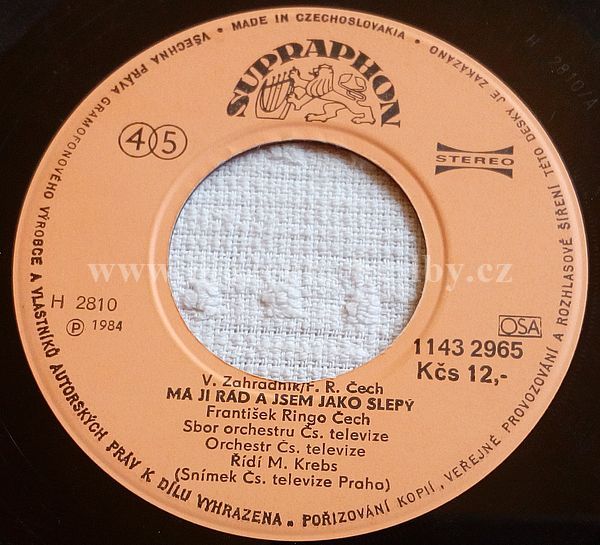 VŠECHNA PRÁVA GRAMOFONOVÉHO VÝROBCE A VLASTNÍKŮ AUTORSKÝCH PRÁV K DÍLU VYHRAZENA. POŘIZOVÁNÍ KOPIÍ, VEŘEJNÉ PROVOZOVÁNÍ A ROZHLASOVÉ ŠÍŘENÍ TÉTO DESKY JE ZAKÁZÁNO • MADE IN CZECHOSLOVAKIA •
SUPRAPHON
H 2810/A
45
STEREO
H 2810
Ⓟ 1984
OSA
1143 2965
Kčs 12,-
V. Zahradník/F. R. Čech
MÁ JI RÁD A JSEM JAKO SLEPÝ
František Ringo Čech
Sbor orchestru Čs. televize
Orchestr Čs. televize
Řídí M. Krebs
(Snímek Čs. televize Praha)